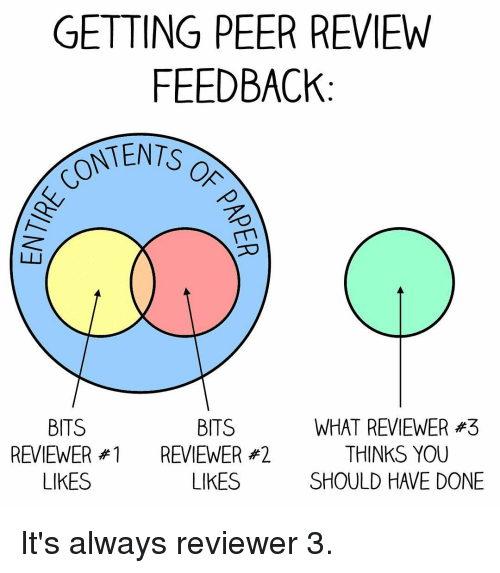 GETTING PEER REVIEW
FEEDBACK:
ENTIRE CONTENTS OF PAPER
BITS
REVIEWER #1
LIKES
BITS
REVIEWER #2
LIKES
WHAT REVIEWER #3
THINKS YOU
SHOULD HAVE DONE
It's always reviewer 3.